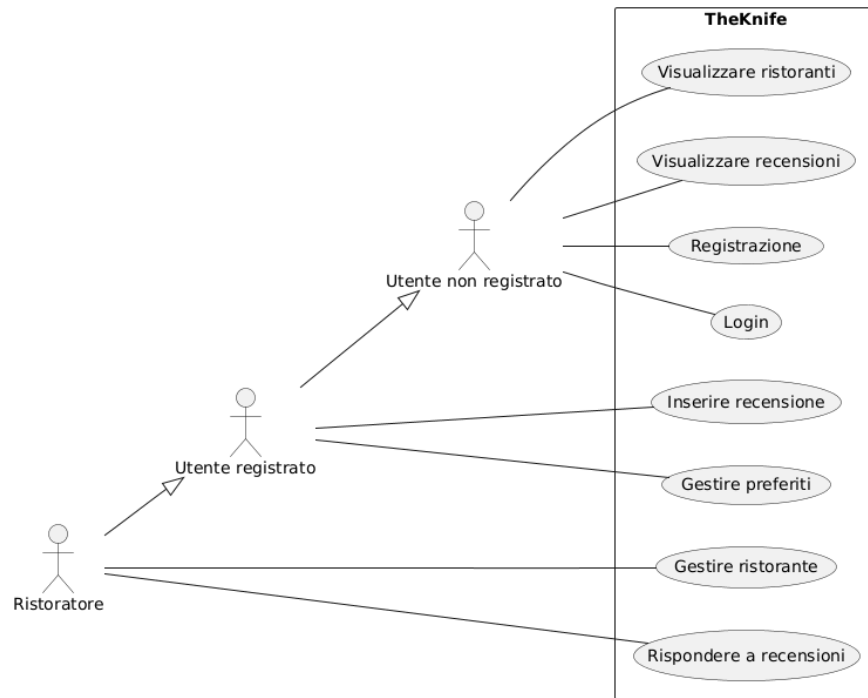 TheKnife
Visualizzare ristoranti
Visualizzare recensioni
Registrazione
Utente non registrato
Login
Inserire recensione
Utente registrato
Gestire preferiti
Gestire ristorante
Ristoratore
Rispondere a recensioni